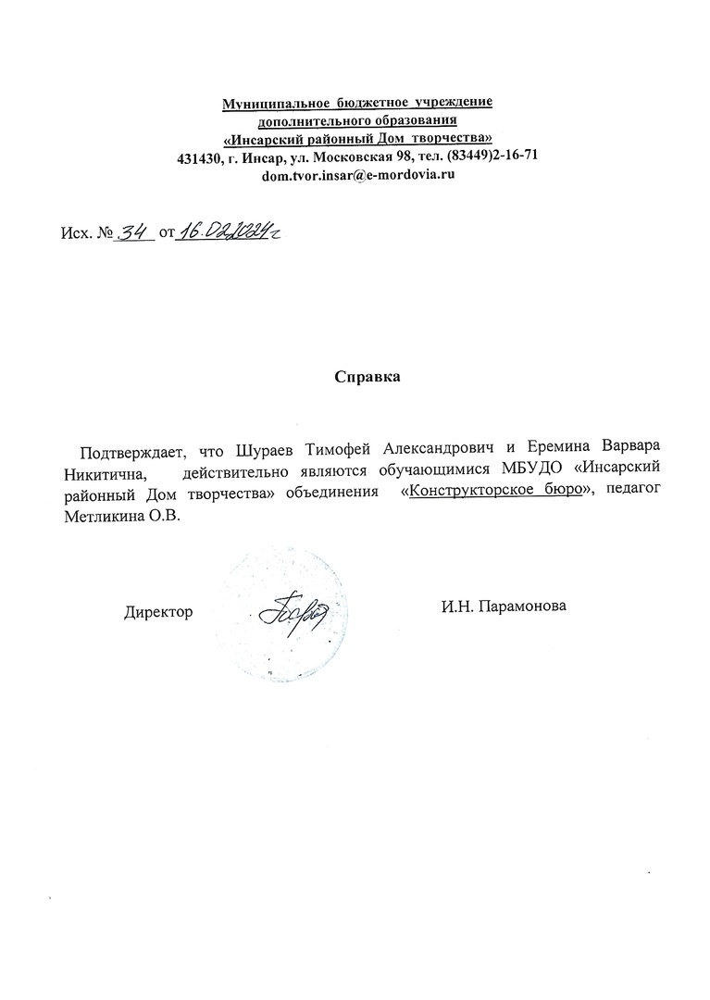 Муниципальное бюджетное учреждение
дополнительного образования
«Инсарский районный Дом творчества»
431430, г. Инсар, ул. Московская 98, тел. (83449)2-16-71
dom.tvor.insar@e-mordovia.ru
Исх. № 34 от 16.02.2024 г
Справка
Подтверждает, что Шураев Тимофей Александрович и Еремина Варвара
Никитична, действительно являются обучающимися МБУДО «Инсарский
районный Дом творчества» объединения «Конструкторское бюро», педагог
Метликина О.В.
Директор И.Н. Парамонова